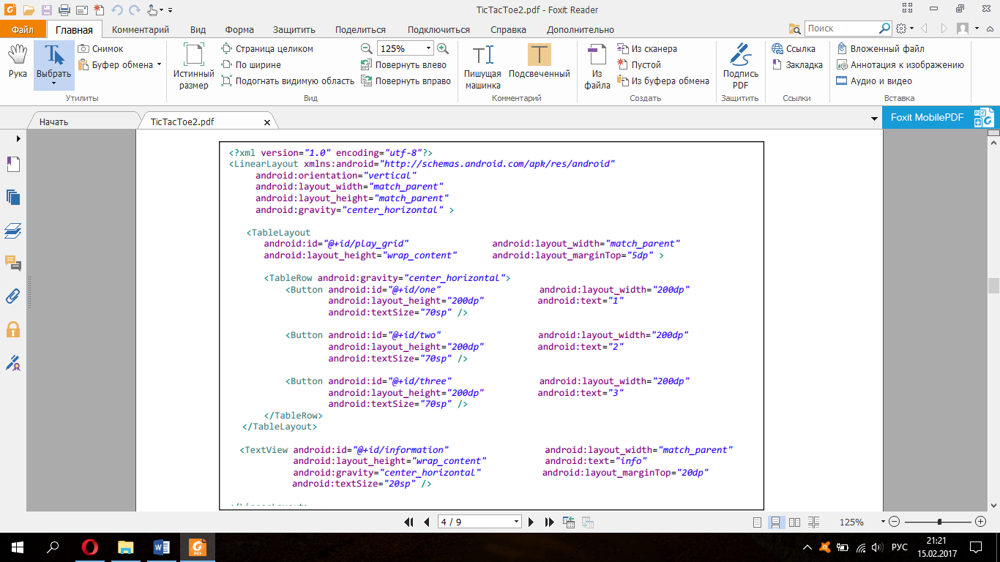 TicTacToe2.pdf - Foxit Reader
Файл Главная Комментарий Вид Форма Защитить Поделиться Подключиться Справка Дополнительно Поиск
Рука
Выбрать
Снимок
Буфер обмена
Утилиты
Истинный размер
Страница целиком
По ширине
Подогнать видимую область
125%
Повернуть влево
Повернуть вправо
Вид
Пишущая машинка
Подсвеченный
Комментарий
Из файла
Из сканера
Пустой
Из буфера обмена
Создать
Подпись PDF
Защитить
Ссылка
Закладка
Ссылки
Вложенный файл
Аннотация к изображению
Аудио и видео
Вставка
Начать TicTacToe2.pdf Foxit MobilePDF
<?xml version="1.0" encoding="utf-8"?>
<LinearLayout xmlns:android="http://schemas.android.com/apk/res/android"
android:orientation="vertical"
android:layout_width="match_parent"
android:layout_height="match_parent"
android:gravity="center_horizontal" >
<TableLayout
android:id="@+id/play_grid" android:layout_width="match_parent"
android:layout_height="wrap_content" android:layout_marginTop="5dp" >
<TableRow android:gravity="center_horizontal">
<Button android:id="@+id/one" android:layout_width="200dp"
android:layout_height="200dp" android:text="1"
android:textSize="70sp" />
<Button android:id="@+id/two" android:layout_width="200dp"
android:layout_height="200dp" android:text="2"
android:textSize="70sp" />
<Button android:id="@+id/three" android:layout_width="200dp"
android:layout_height="200dp" android:text="3"
android:textSize="70sp" />
</TableRow>
</TableLayout>
<TextView android:id="@+id/information" android:layout_width="match_parent"
android:layout_height="wrap_content" android:text="info"
android:gravity="center_horizontal" android:layout_marginTop="20dp"
android:textSize="20sp" />
</LinearLayout>
4 / 9 125%
РУС 21:21
15.02.2017